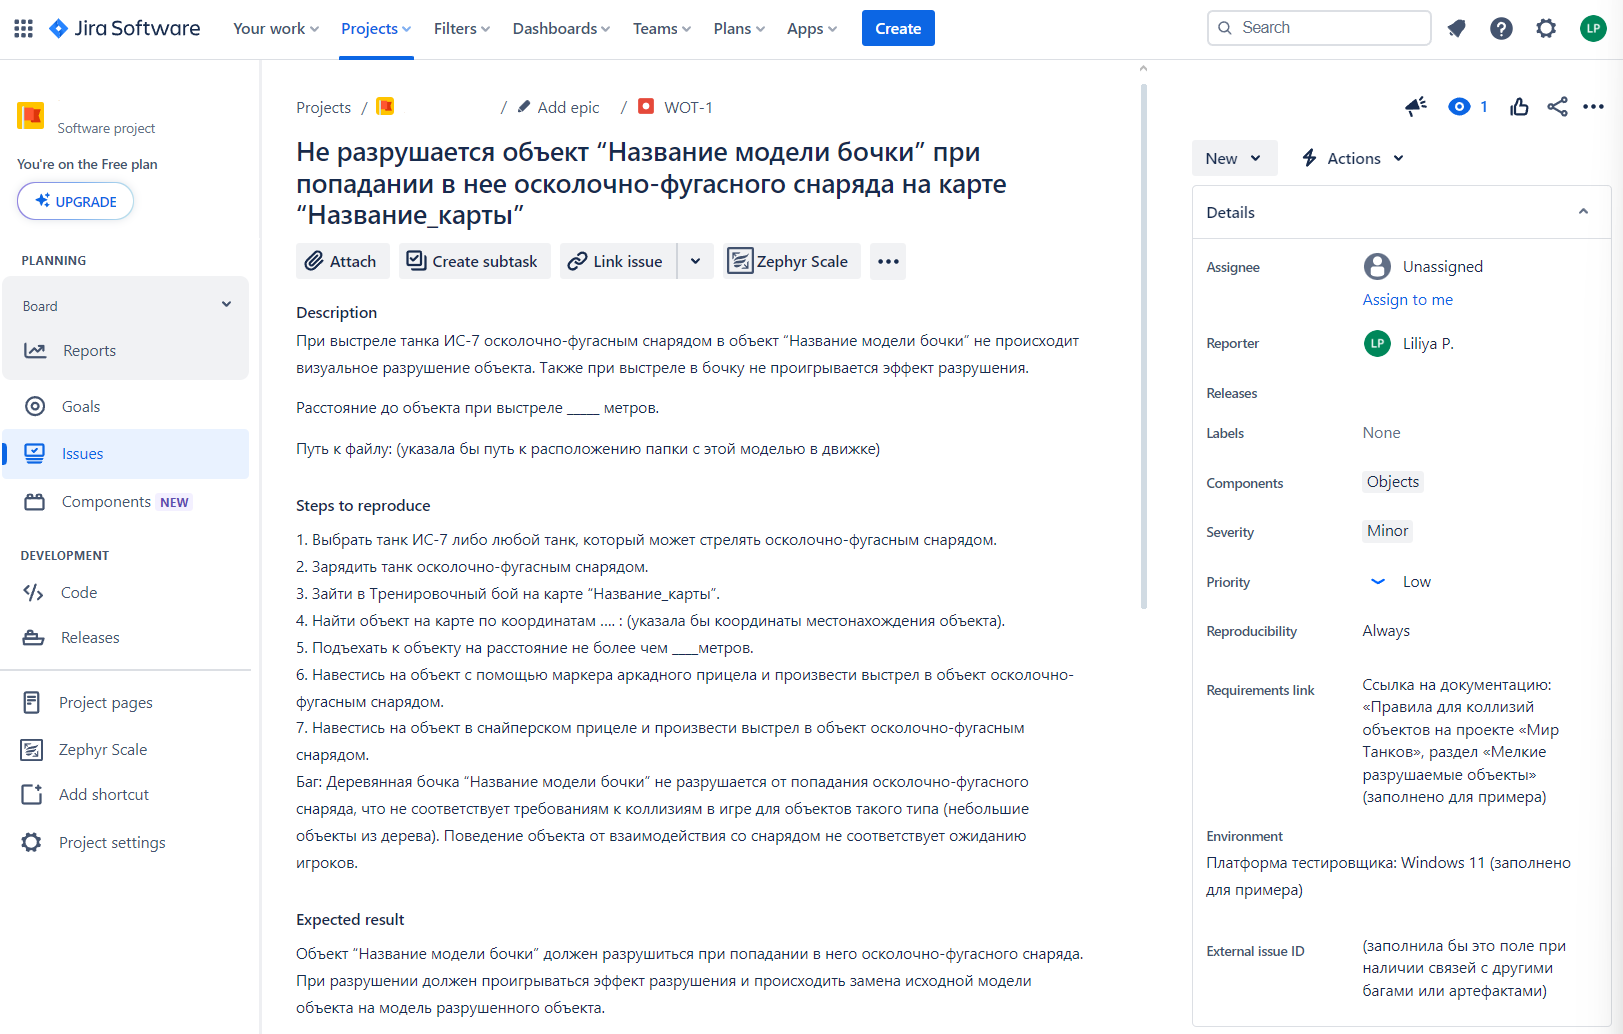 Jira Software
Your work
Projects
Filters
Dashboards
Teams
Plans
Apps
Create
Search
LP
Software project
You're on the Free plan
UPGRADE
PLANNING
Board
Reports
Goals
Issues
Components NEW
DEVELOPMENT
Code
Releases
Project pages
Zephyr Scale
Add shortcut
Project settings
Projects / / Add epic / WOT-1
Не разрушается объект “Название модели бочки” при
попадании в нее осколочно-фугасного снаряда на карте
“Название_карты”
Attach
Create subtask
Link issue
Zephyr Scale
Description
При выстреле танка ИС-7 осколочно-фугасным снарядом в объект “Название модели бочки” не происходит
визуальное разрушение объекта. Также при выстреле в бочку не проигрывается эффект разрушения.
Расстояние до объекта при выстреле _____ метров.
Путь к файлу: (указала бы путь к расположению папки с этой моделью в движке)
Steps to reproduce
1. Выбрать танк ИС-7 либо любой танк, который может стрелять осколочно-фугасным снарядом.
2. Зарядить танк осколочно-фугасным снарядом.
3. Зайти в Тренировочный бой на карте “Название_карты”.
4. Найти объект на карте по координатам .... : (указала бы координаты местонахождения объекта).
5. Подъехать к объекту на расстояние не более чем ____метров.
6. Навестись на объект с помощью маркера аркадного прицела и произвести выстрел в объект осколочно-
фугасным снарядом.
7. Навестись на объект в снайперском прицеле и произвести выстрел в объект осколочно-фугасным
снарядом.
Баг: Деревянная бочка “Название модели бочки” не разрушается от попадания осколочно-фугасного
снаряда, что не соответствует требованиям к коллизиям в игре для объектов такого типа (небольшие
объекты из дерева). Поведение объекта от взаимодействия со снарядом не соответствует ожиданию
игроков.
Expected result
Объект “Название модели бочки” должен разрушиться при попадании в него осколочно-фугасного снаряда.
При разрушении должен проигрываться эффект разрушения и происходить замена исходной модели
объекта на модель разрушенного объекта.
1
New
Actions
Details
Assignee
Unassigned
Assign to me
Reporter
LP Liliya P.
Releases
Labels
None
Components
Objects
Severity
Minor
Priority
Low
Reproducibility
Always
Requirements link
Ссылка на документацию:
«Правила для коллизий
объектов на проекте «Мир
Танков», раздел «Мелкие
разрушаемые объекты»
(заполнено для примера)
Environment
Платформа тестировщика: Windows 11 (заполнено
для примера)
External issue ID
(заполнила бы это поле при
наличии связей с другими
багами или артефактами)